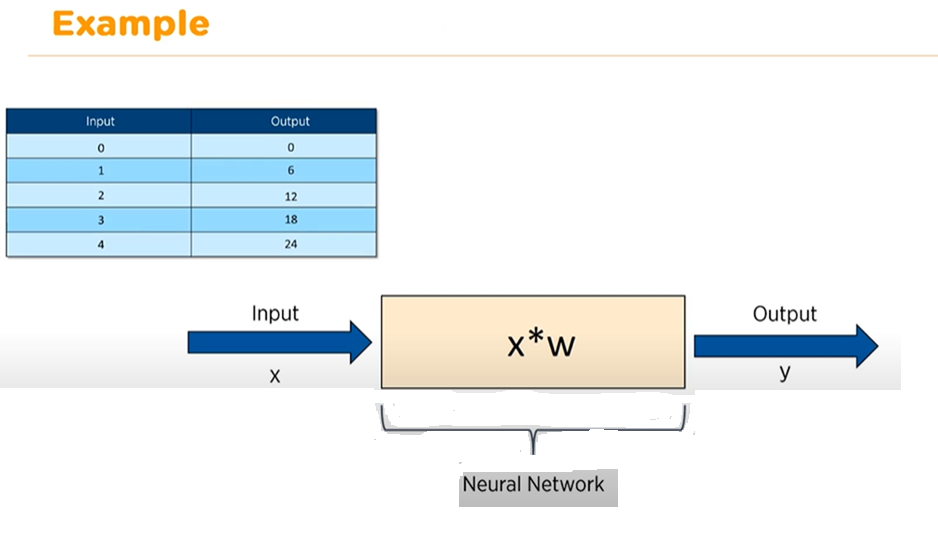 Example
Input Output
0 0
1 6
2 12
3 18
4 24
Input
x
x*w
Output
y
Neural Network